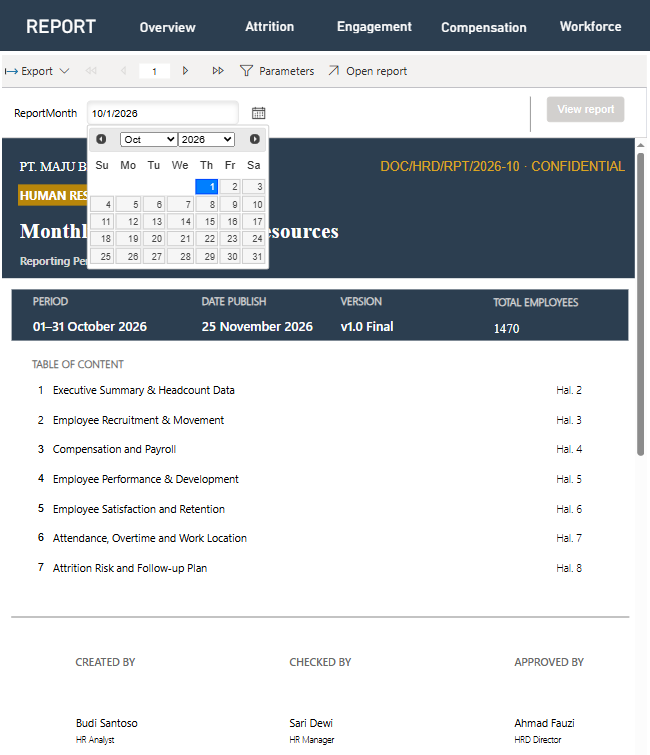 REPORT Overview Attrition Engagement Compensation Workforce
Export 1 Parameters Open report
ReportMonth 10/1/2026 View report
Oct 2026
Su Mo Tu We Th Fr Sa
1 2 3
4 5 6 7 8 9 10
11 12 13 14 15 16 17
18 19 20 21 22 23 24
25 26 27 28 29 30 31
PT. MAJU B DOC/HRD/RPT/2026-10 · CONFIDENTIAL
HUMAN RES
Monthl esources
Reporting Pe
PERIOD DATE PUBLISH VERSION TOTAL EMPLOYEES
01–31 October 2026 25 November 2026 v1.0 Final 1470
TABLE OF CONTENT
1 Executive Summary & Headcount Data Hal. 2
2 Employee Recruitment & Movement Hal. 3
3 Compensation and Payroll Hal. 4
4 Employee Performance & Development Hal. 5
5 Employee Satisfaction and Retention Hal. 6
6 Attendance, Overtime and Work Location Hal. 7
7 Attrition Risk and Follow-up Plan Hal. 8
CREATED BY CHECKED BY APPROVED BY
Budi Santoso Sari Dewi Ahmad Fauzi
HR Analyst HR Manager HRD Director